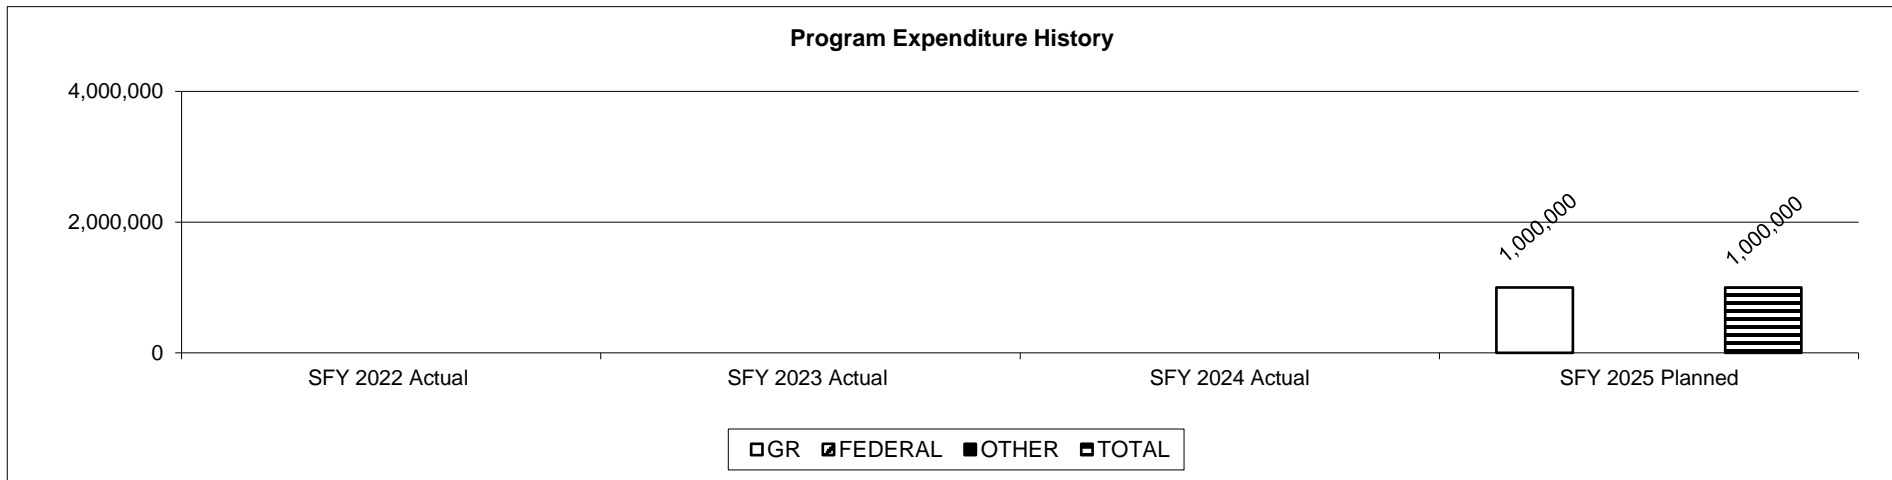 Program Expenditure History
4,000,000
2,000,000
0
1,000,000
1,000,000
SFY 2022 Actual
SFY 2023 Actual
SFY 2024 Actual
SFY 2025 Planned
GR FEDERAL OTHER TOTAL